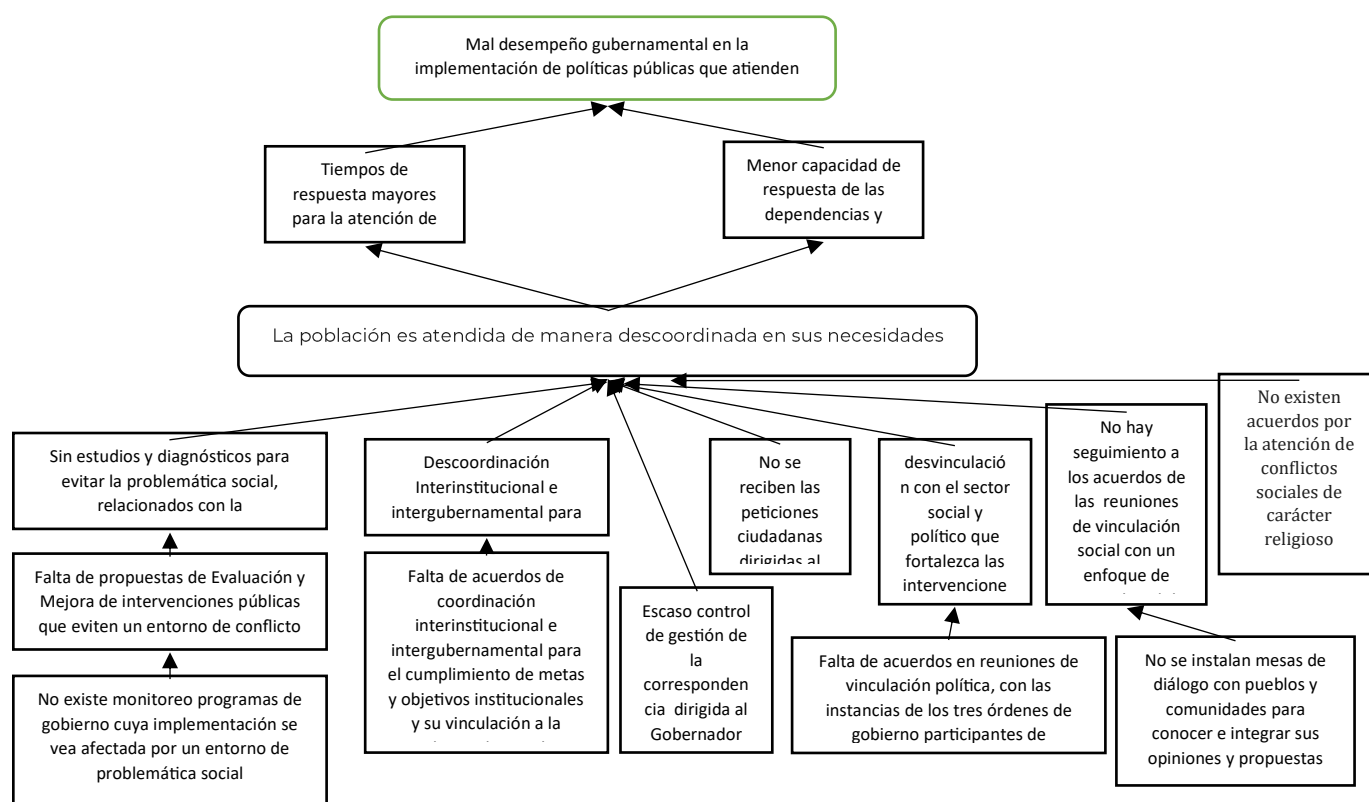 Mal desempeño gubernamental en la
implementación de políticas públicas que atienden
Tiempos de
respuesta mayores
para la atención de
Menor capacidad de
respuesta de las
dependencias y
La población es atendida de manera descoordinada en sus necesidades
Sin estudios y diagnósticos para
evitar la problemática social,
relacionados con la
Descoordinación
Interinstitucional e
intergubernamental para
No se
reciben las
peticiones
ciudadanas
dirigidas al
desvinculació
n con el sector
social y
político que
fortalezca las
intervencione
No hay
seguimiento a
los acuerdos de
las reuniones
de vinculación
social con un
enfoque de
No existen
acuerdos por
la atención de
conflictos
sociales de
carácter
religioso
Falta de propuestas de Evaluación y
Mejora de intervenciones públicas
que eviten un entorno de conflicto
Falta de acuerdos de
coordinación
interinstitucional e
intergubernamental para
el cumplimiento de metas
y objetivos institucionales
y su vinculación a la
Escaso control
de gestión de
la
corresponden
cia dirigida al
Gobernador
Falta de acuerdos en reuniones de
vinculación política, con las
instancias de los tres órdenes de
gobierno participantes de
No se instalan mesas de
diálogo con pueblos y
comunidades para
conocer e integrar sus
opiniones y propuestas
No existe monitoreo programas de
gobierno cuya implementación se
vea afectada por un entorno de
problemática social